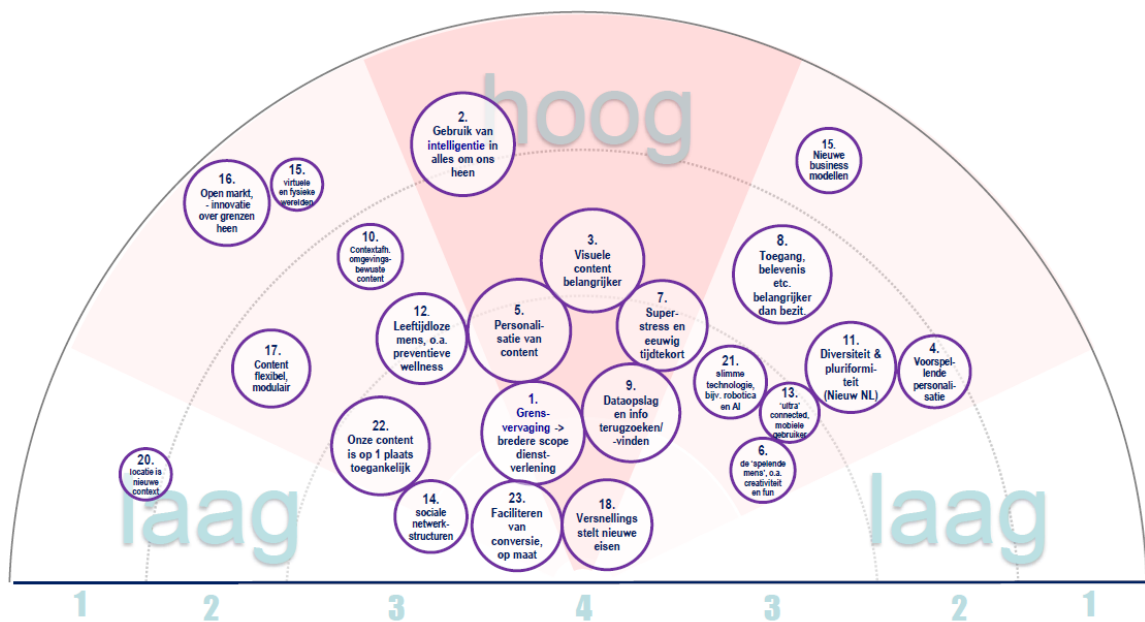 hoog
2.
Gebruik van
intelligentie in
alles om ons
heen
15.
Nieuwe
business
modellen
16.
Open markt,
- innovatie
over grenzen
heen
15.
virtuele
en fysieke
werelden
10.
Contextafh.
omgevings-
bewuste
content
3.
Visuele
content
belangrijker
8.
Toegang,
belevenis
etc.
belangrijker
dan bezit.
12.
Leeftijdloze
mens, o.a.
preventieve
wellness
5.
Personali-
satie van
content
7.
Super-
stress en
eeuwig
tijdtekort
17.
Content
flexibel,
modulair
21.
slimme
technologie,
bijv. robotica
en AI
11.
Diversiteit &
pluriformi-
teit
(Nieuw NL)
4.
Voorspel-
lende
personali-
satie
1.
Grens-
vervaging ->
bredere scope
dienst-
verlening
9.
Dataopslag
en info
terugzoeken/
-vinden
13.
'ultra'
connected,
mobiele
gebruiker
22.
Onze content
is op 1 plaats
toegankelijk
6.
de 'spelende
mens', o.a.
creativiteit
en fun
20.
locatie is
nieuwe
context
14.
sociale
netwerk-
structuren
23.
Faciliteren
van
conversie,
op maat
18.
Versnellings
stelt nieuwe
eisen
laag
laag
1 2 3 4 3 2 1